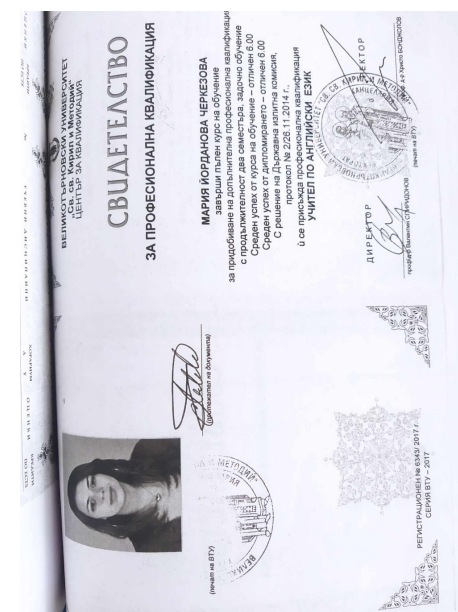 ВЕЛИКОТЪРНОВСКИ УНИВЕРСИТЕТ
„Св. св. Кирил и Методий"
ЦЕНТЪР ЗА КВАЛИФИКАЦИЯ
СВИДЕТЕЛСТВО
ЗА ПРОФЕСИОНАЛНА КВАЛИФИКАЦИЯ
МАРИЯ ЙОРДАНОВА ЧЕРКЕЗОВА
завърши пълен курс на обучение
за придобиване на допълнителна професионална квалификация
с продължителност два семестъра, задочно обучение
Среден успех от курса на обучение – отличен 6.00
Среден успех от дипломирането – отличен 6.00
С решение на Държавна изпитна комисия,
протокол № 2/26.11.2014 г.,
ѝ се присъжда професионална квалификация
УЧИТЕЛ ПО АНГЛИЙСКИ ЕЗИК
ДИРЕКТОР
(печат на ВТУ)
РЕКТОР
(притежател на документа)
(печат на ВТУ)
РЕГИСТРАЦИОНЕН № 6343/ 2017 г.
СЕРИЯ ВТУ – 2017